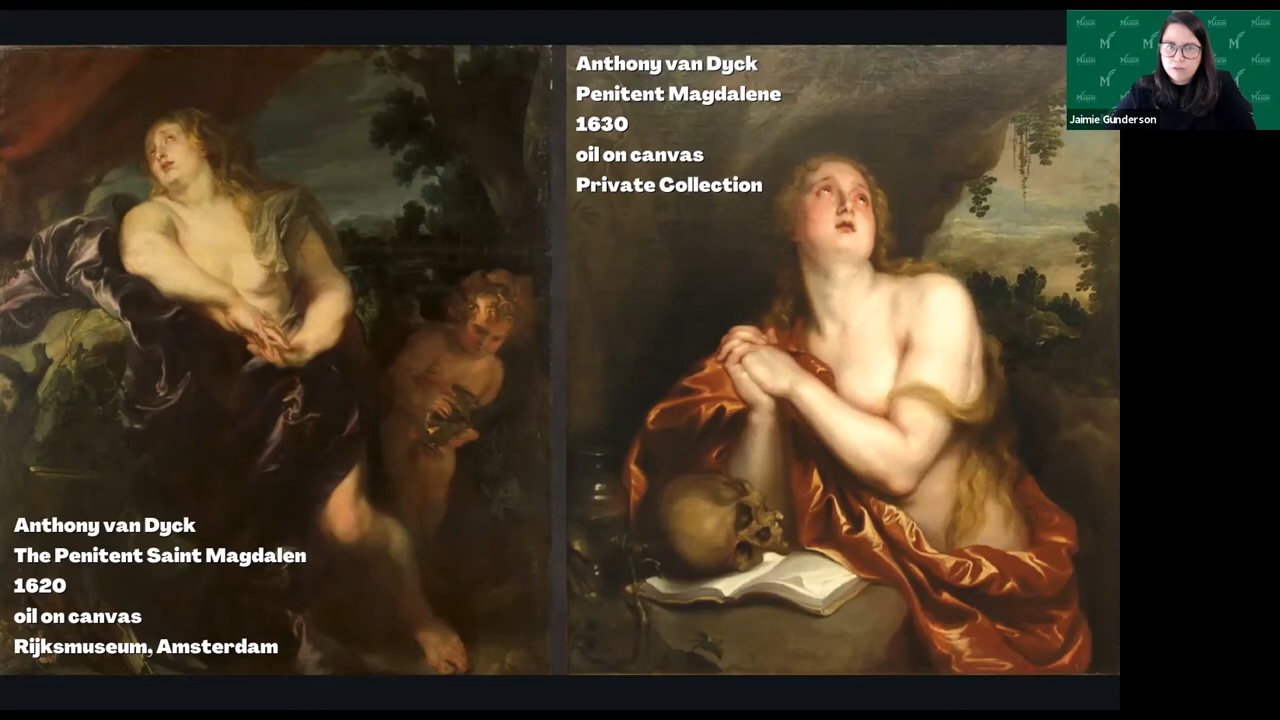 Anthony van Dyck
The Penitent Saint Magdalen
1620
oil on canvas
Rijksmuseum, Amsterdam
Anthony van Dyck
Penitent Magdalene
1630
oil on canvas
Private Collection
Jaimie Gunderson